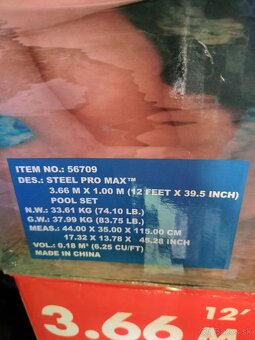 ITEM NO.: 56709
DES.: STEEL PRO MAX™
3.66 M X 1.00 M (12 FEET X 39.5 INCH)
POOL SET
N.W.: 33.61 KG (74.10 LB.)
G.W.: 37.99 KG (83.75 LB.)
MEAS.: 44.00 X 35.00 X 115.00 CM
17.32 X 13.78 X 45.28 INCH
VOL.: 0.18 M³ (6.25 CU/FT)
MADE IN CHINA
12'
3.66 M